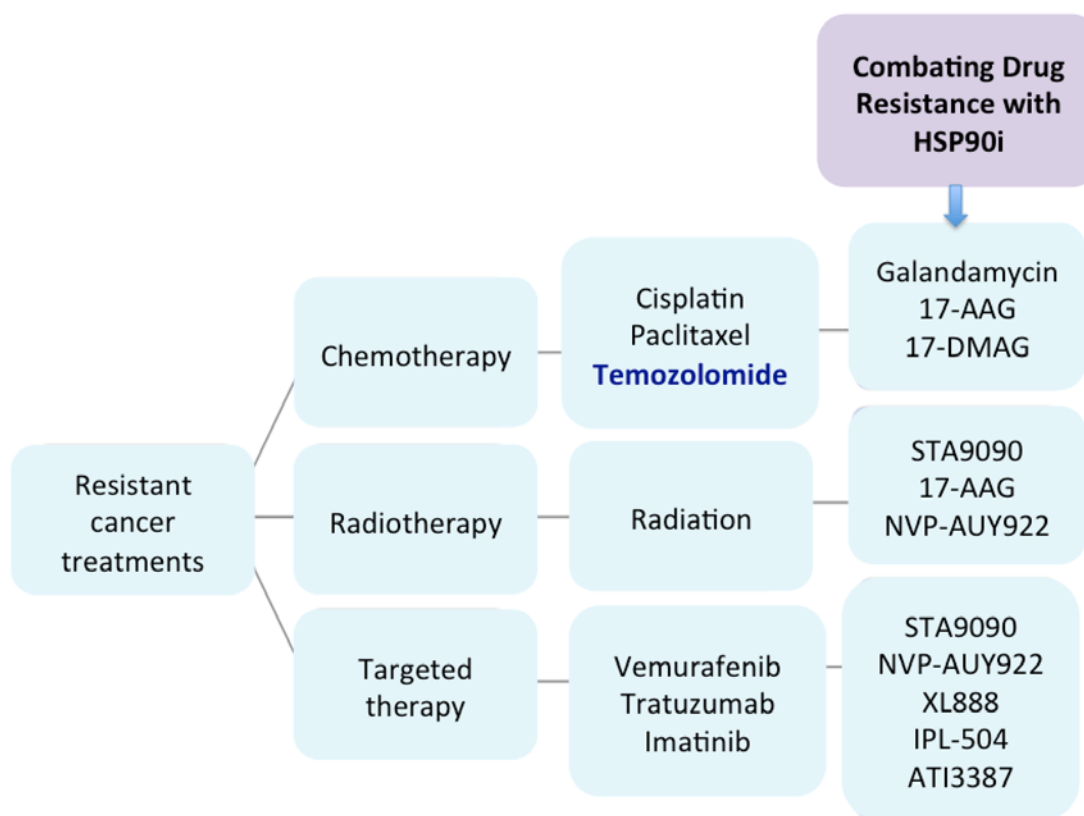 Combating Drug
Resistance with
HSP90i
Galandamycin
17-AAG
17-DMAG
Cisplatin
Paclitaxel
Temozolomide
Chemotherapy
Resistant
cancer
treatments
Radiotherapy
Radiation
STA9090
17-AAG
NVP-AUY922
Targeted
therapy
Vemurafenib
Tratuzumab
Imatinib
STA9090
NVP-AUY922
XL888
IPL-504
ATI3387